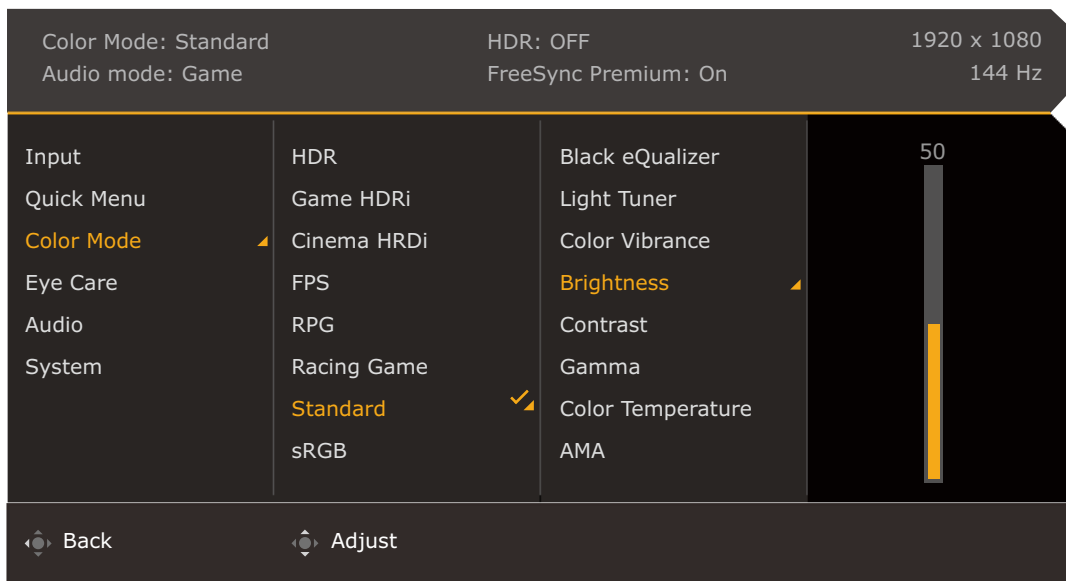 Color Mode: Standard
Audio mode: Game
HDR: OFF
FreeSync Premium: On
1920 x 1080
144 Hz
Input
Quick Menu
Color Mode
Eye Care
Audio
System
HDR
Game HDRi
Cinema HRDi
FPS
RPG
Racing Game
Standard
sRGB
Black eQualizer
Light Tuner
Color Vibrance
Brightness
Contrast
Gamma
Color Temperature
AMA
50
Back
Adjust